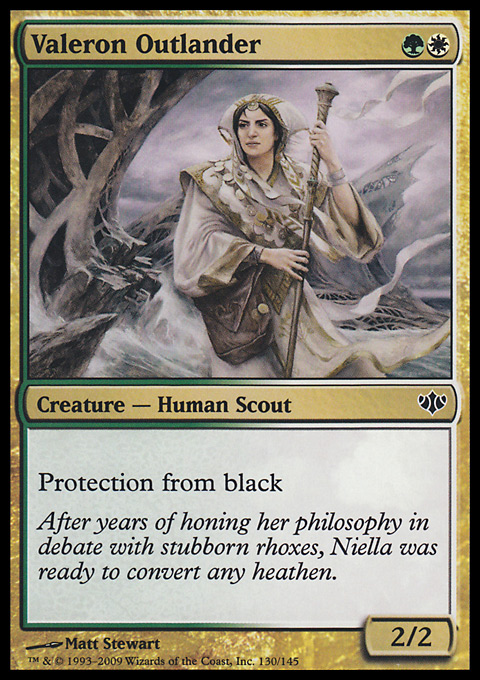 Valeron Outlander
Creature — Human Scout
Protection from black
After years of honing her philosophy in
debate with stubborn rhoxes, Niella was
ready to convert any heathen.
2/2
Matt Stewart
™ & © 1993–2009 Wizards of the Coast, Inc. 130/145